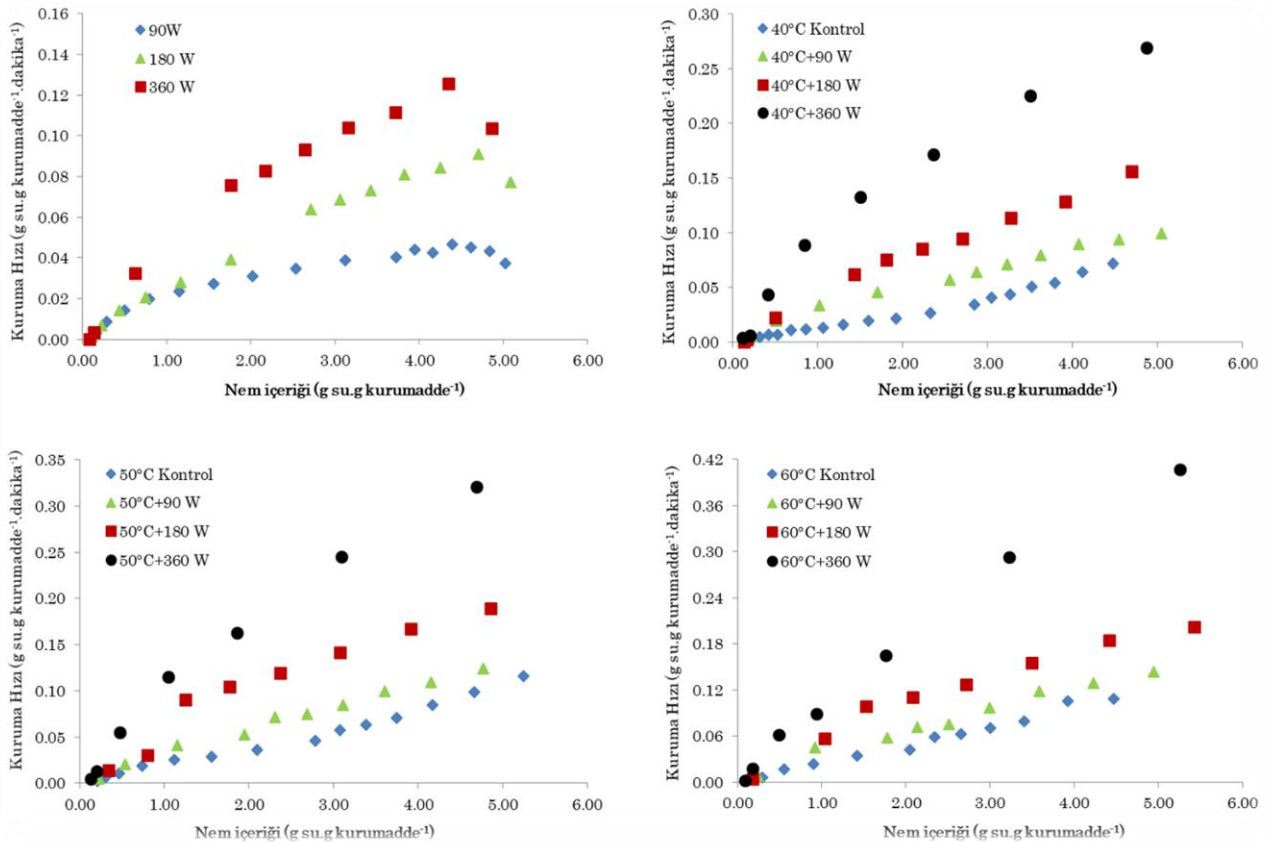 Kuruma Hızı (g su.g kurumadde⁻¹.dakika⁻¹)
0.16
0.14
0.12
0.10
0.08
0.06
0.04
0.02
0.00
90W
180 W
360 W
0.00 1.00 2.00 3.00 4.00 5.00 6.00
Nem içeriği (g su.g kurumadde⁻¹)
Kuruma Hızı (g su.g kurumadde⁻¹.dakika⁻¹)
0.30
0.25
0.20
0.15
0.10
0.05
0.00
40°C Kontrol
40°C+90 W
40°C+180 W
40°C+360 W
0.00 1.00 2.00 3.00 4.00 5.00 6.00
Nem içeriği (g su.g kurumadde⁻¹)
Kuruma Hızı (g su.g kurumadde⁻¹.dakika⁻¹)
0.35
0.30
0.25
0.20
0.15
0.10
0.05
0.00
50°C Kontrol
50°C+90 W
50°C+180 W
50°C+360 W
0.00 1.00 2.00 3.00 4.00 5.00 6.00
Nem içeriği (g su.g kurumadde⁻¹)
Kuruma Hızı (g su.g kurumadde⁻¹.dakika⁻¹)
0.42
0.36
0.30
0.24
0.18
0.12
0.06
0.00
60°C Kontrol
60°C+90 W
60°C+180 W
60°C+360 W
0.00 1.00 2.00 3.00 4.00 5.00 6.00
Nem içeriği (g su.g kurumadde⁻¹)